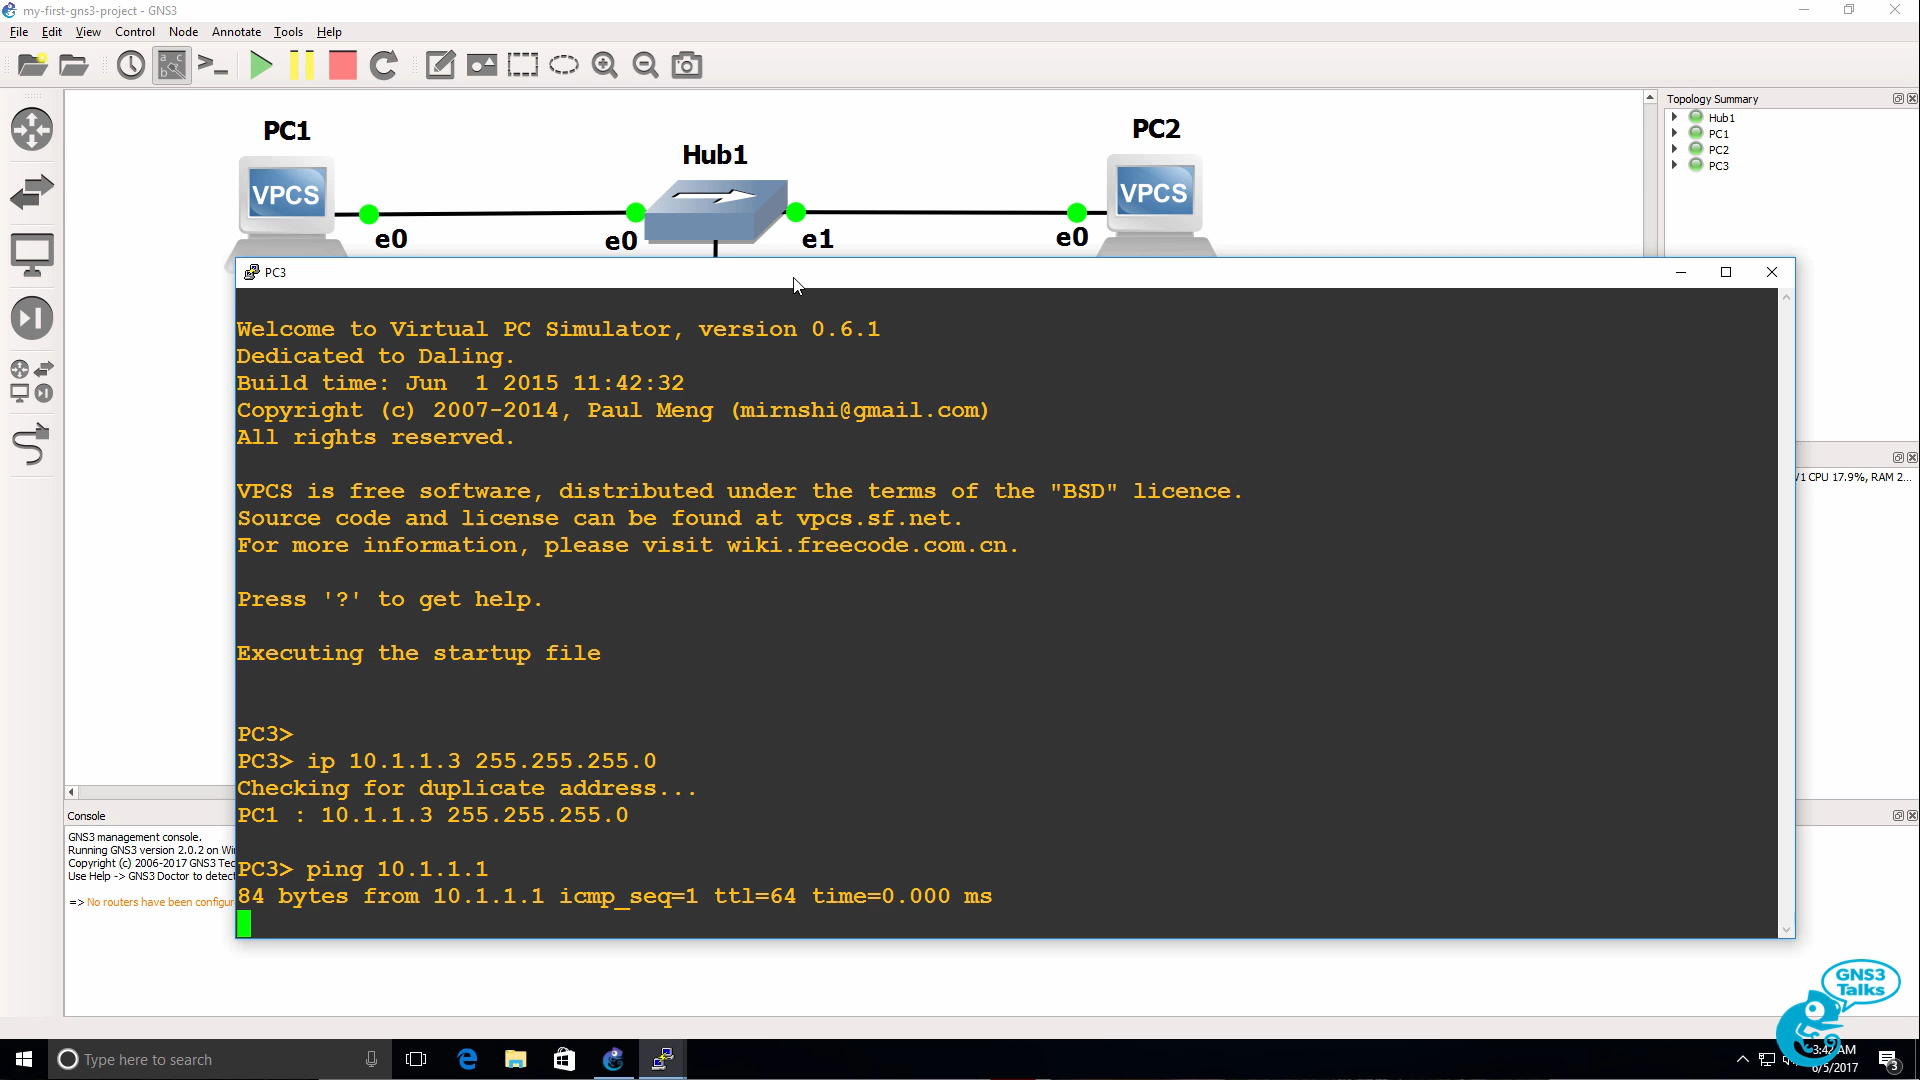 my-first-gns3-project - GNS3
File Edit View Control Node Annotate Tools Help
Topology Summary
Hub1
PC1
PC2
PC3
PC1
Hub1
PC2
VPCS
VPCS
e0
e0
e1
e0
PC3
Welcome to Virtual PC Simulator, version 0.6.1
Dedicated to Daling.
Build time: Jun  1 2015 11:42:32
Copyright (c) 2007-2014, Paul Meng (mirnshi@gmail.com)
All rights reserved.
VPCS is free software, distributed under the terms of the "BSD" licence.
Source code and license can be found at vpcs.sf.net.
For more information, please visit wiki.freecode.com.cn.
Press '?' to get help.
Executing the startup file
PC3>
PC3> ip 10.1.1.3 255.255.255.0
Checking for duplicate address...
PC1 : 10.1.1.3 255.255.255.0
PC3> ping 10.1.1.1
84 bytes from 10.1.1.1 icmp_seq=1 ttl=64 time=0.000 ms
/1 CPU 17.9%, RAM 2...
Console
GNS3 management console.
Running GNS3 version 2.0.2 on
Copyright (c) 2006-2017 GNS3
Use Help -> GNS3 Doctor to
=> No routers have been
GNS3
Talks
Type here to search
AM
6/5/2017
3